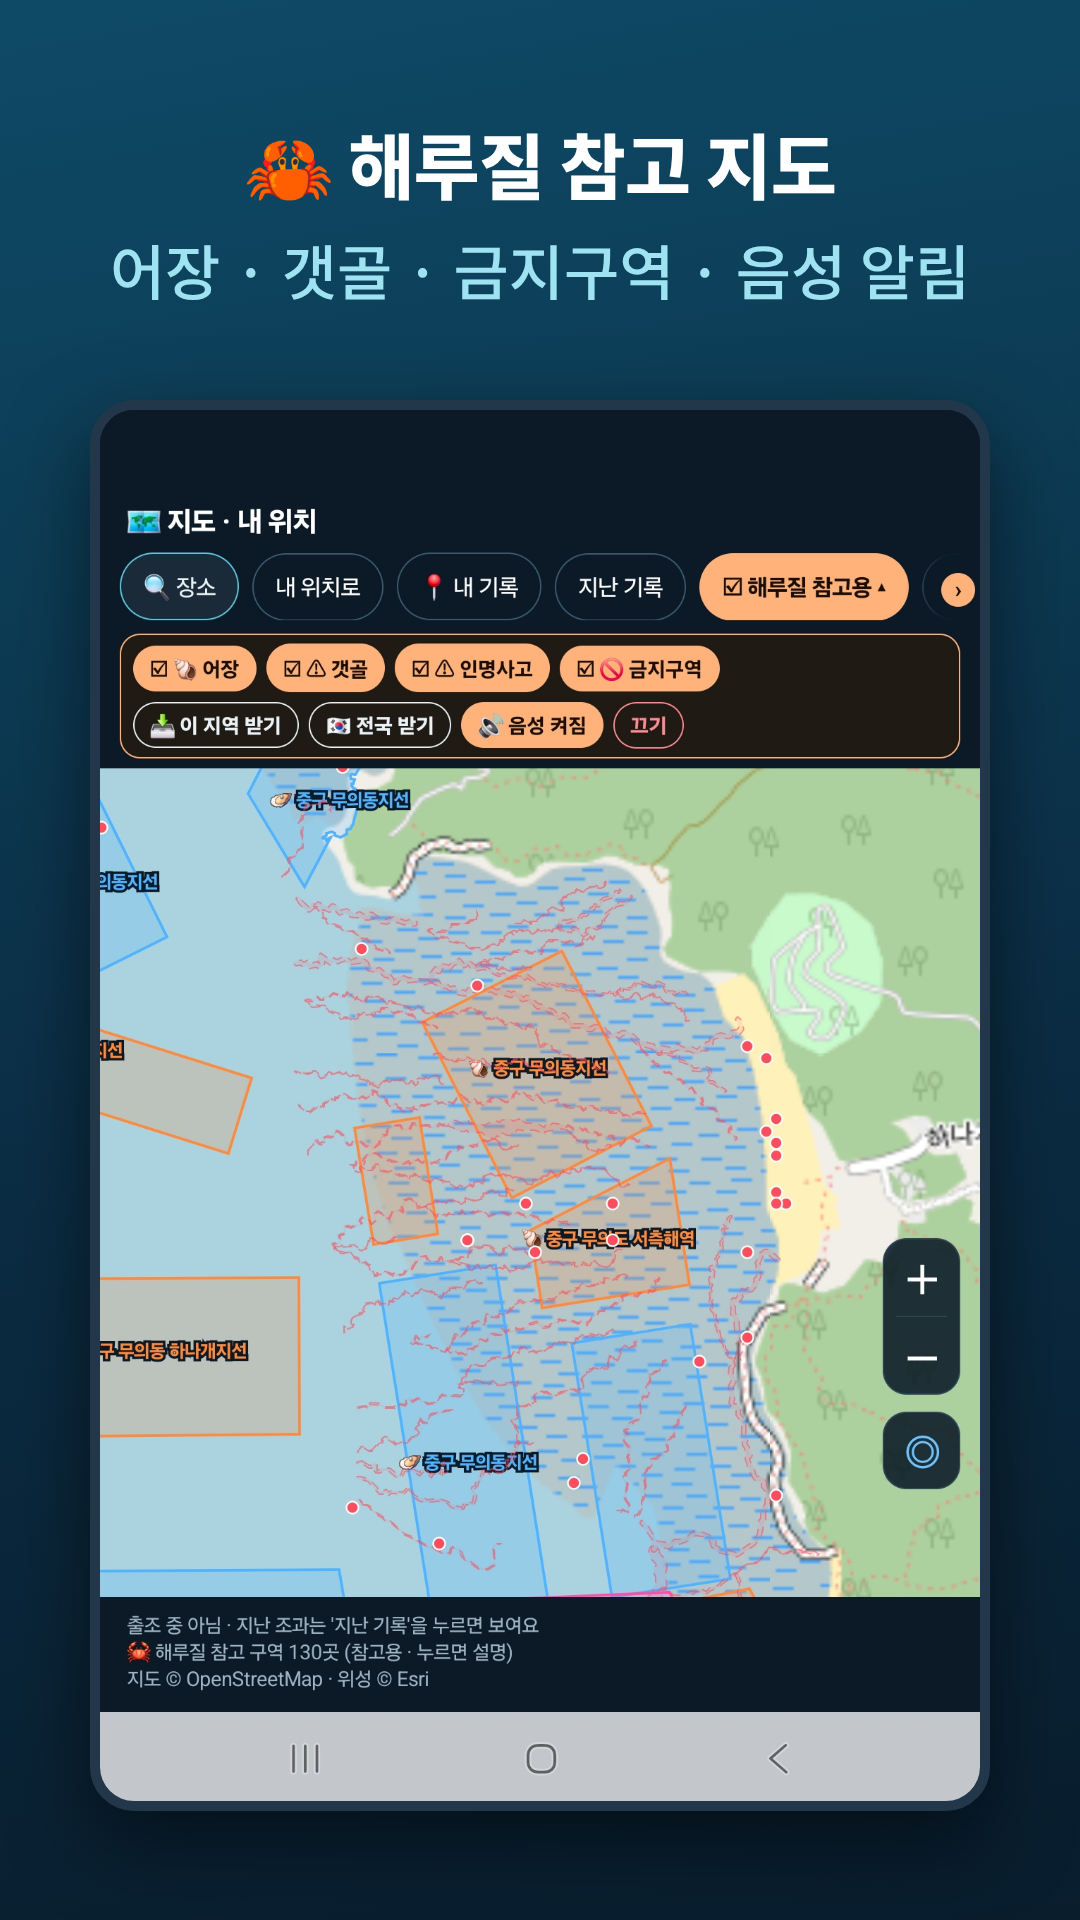 🦀 해루질 참고 지도
어장 · 갯골 · 금지구역 · 음성 알림
🗺️ 지도 · 내 위치
🔍 장소 내 위치로 📍 내 기록 지난 기록 ☑ 해루질 참고용 ▴ ›
☑ 🐚 어장 ☑ ⚠ 갯골 ☑ ⚠ 인명사고 ☑ 🚫 금지구역
📥 이 지역 받기 🇰🇷 전국 받기 🔊 음성 켜짐 끄기
🦪 중구 무의동지선
의동지선
지선
🐚 중구 무의동지선
하나
🐚 중구 무의도 서측해역
+
구 무의동 하나개지선
−
🦪 중구 무의동지선
출조 중 아님 · 지난 조과는 '지난 기록'을 누르면 보여요
🦀 해루질 참고 구역 130곳 (참고용 · 누르면 설명)
지도 © OpenStreetMap · 위성 © Esri